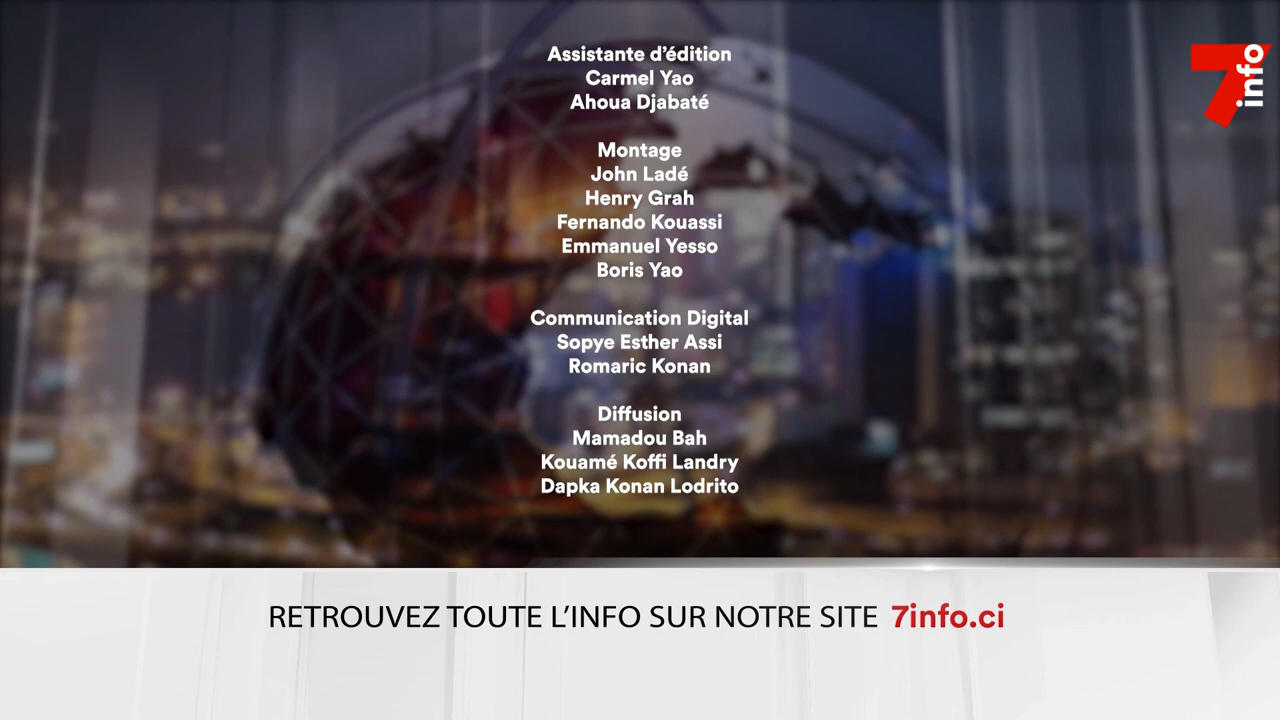 Assistante d'édition
Carmel Yao
Ahoua Djabaté
Montage
John Ladé
Henry Grah
Fernando Kouassi
Emmanuel Yesso
Boris Yao
Communication Digital
Sopye Esther Assi
Romaric Konan
Diffusion
Mamadou Bah
Kouamé Koffi Landry
Dapka Konan Lodrito
7info
RETROUVEZ TOUTE L'INFO SUR NOTRE SITE 7info.ci